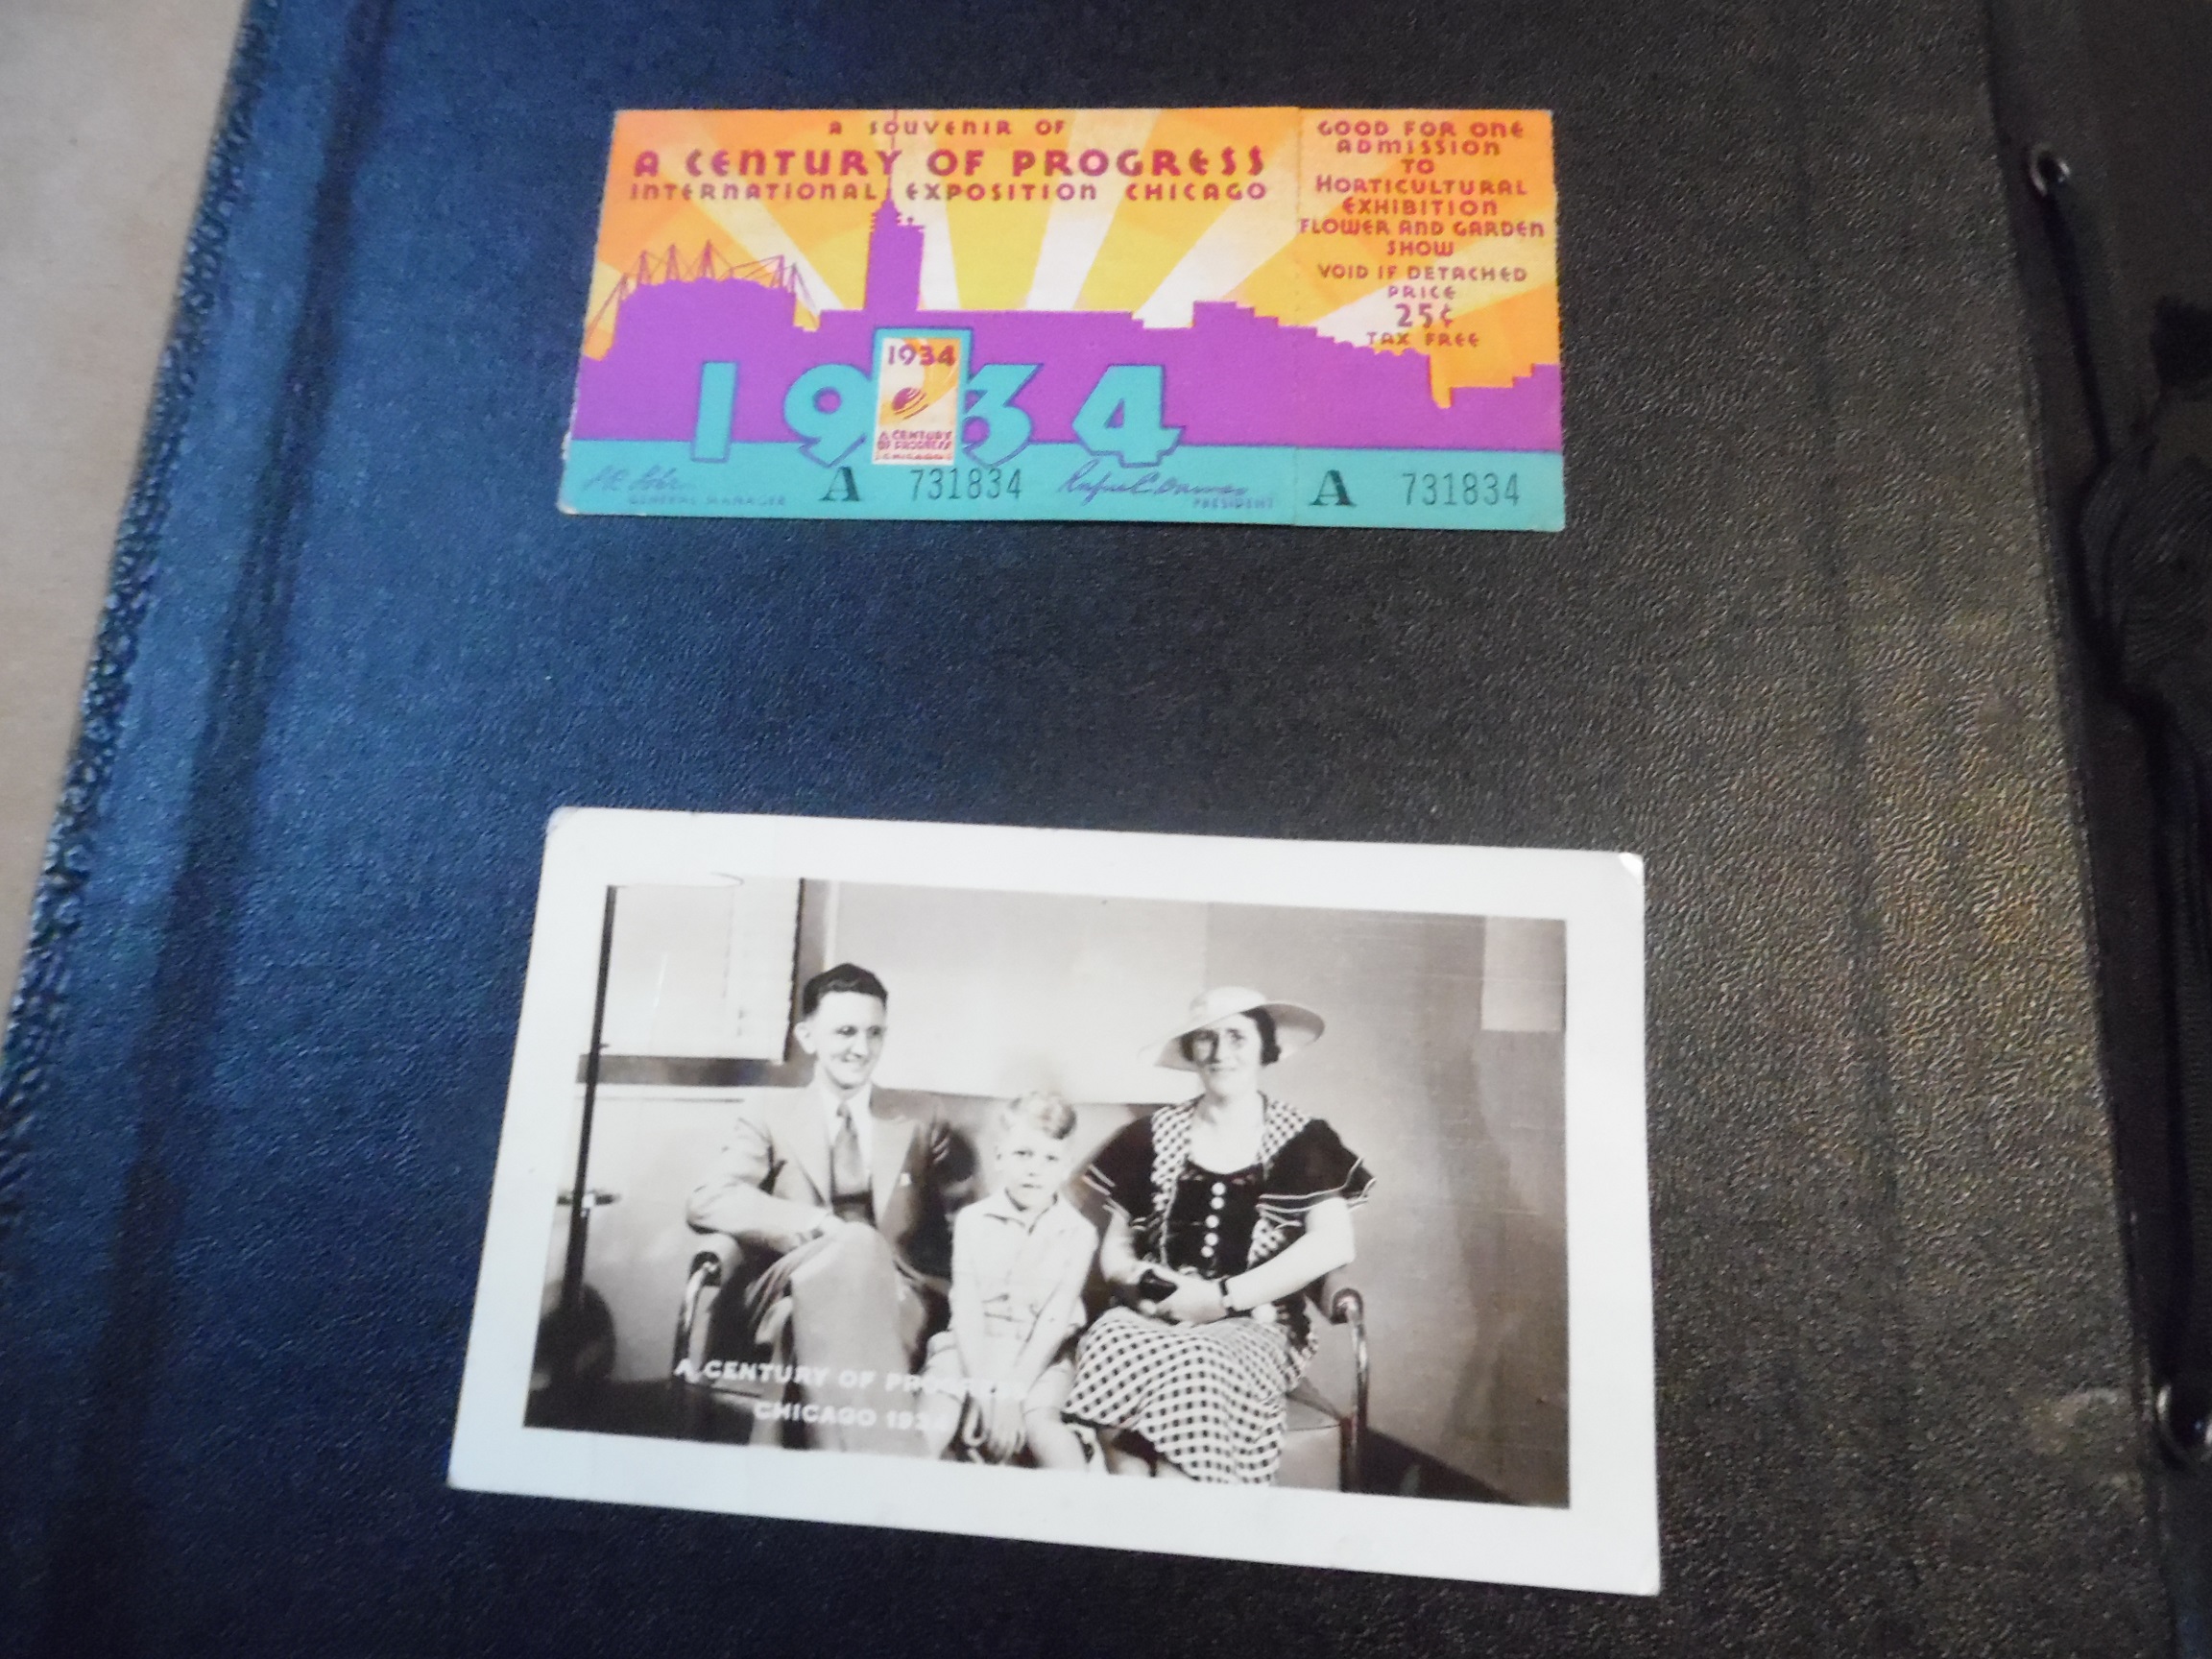 A SOUVENIR OF
A CENTURY OF PROGRESS
INTERNATIONAL EXPOSITION CHICAGO
GOOD FOR ONE
ADMISSION
TO
HORTICULTURAL
EXHIBITION
FLOWER AND GARDEN
SHOW
VOID IF DETACHED
PRICE
25¢
TAX FREE
1934
1934
A CENTURY
OF PROGRESS
CHICAGO
GENERAL MANAGER
A 731834
PRESIDENT
A 731834
A CENTURY OF PROGRESS
CHICAGO 1934